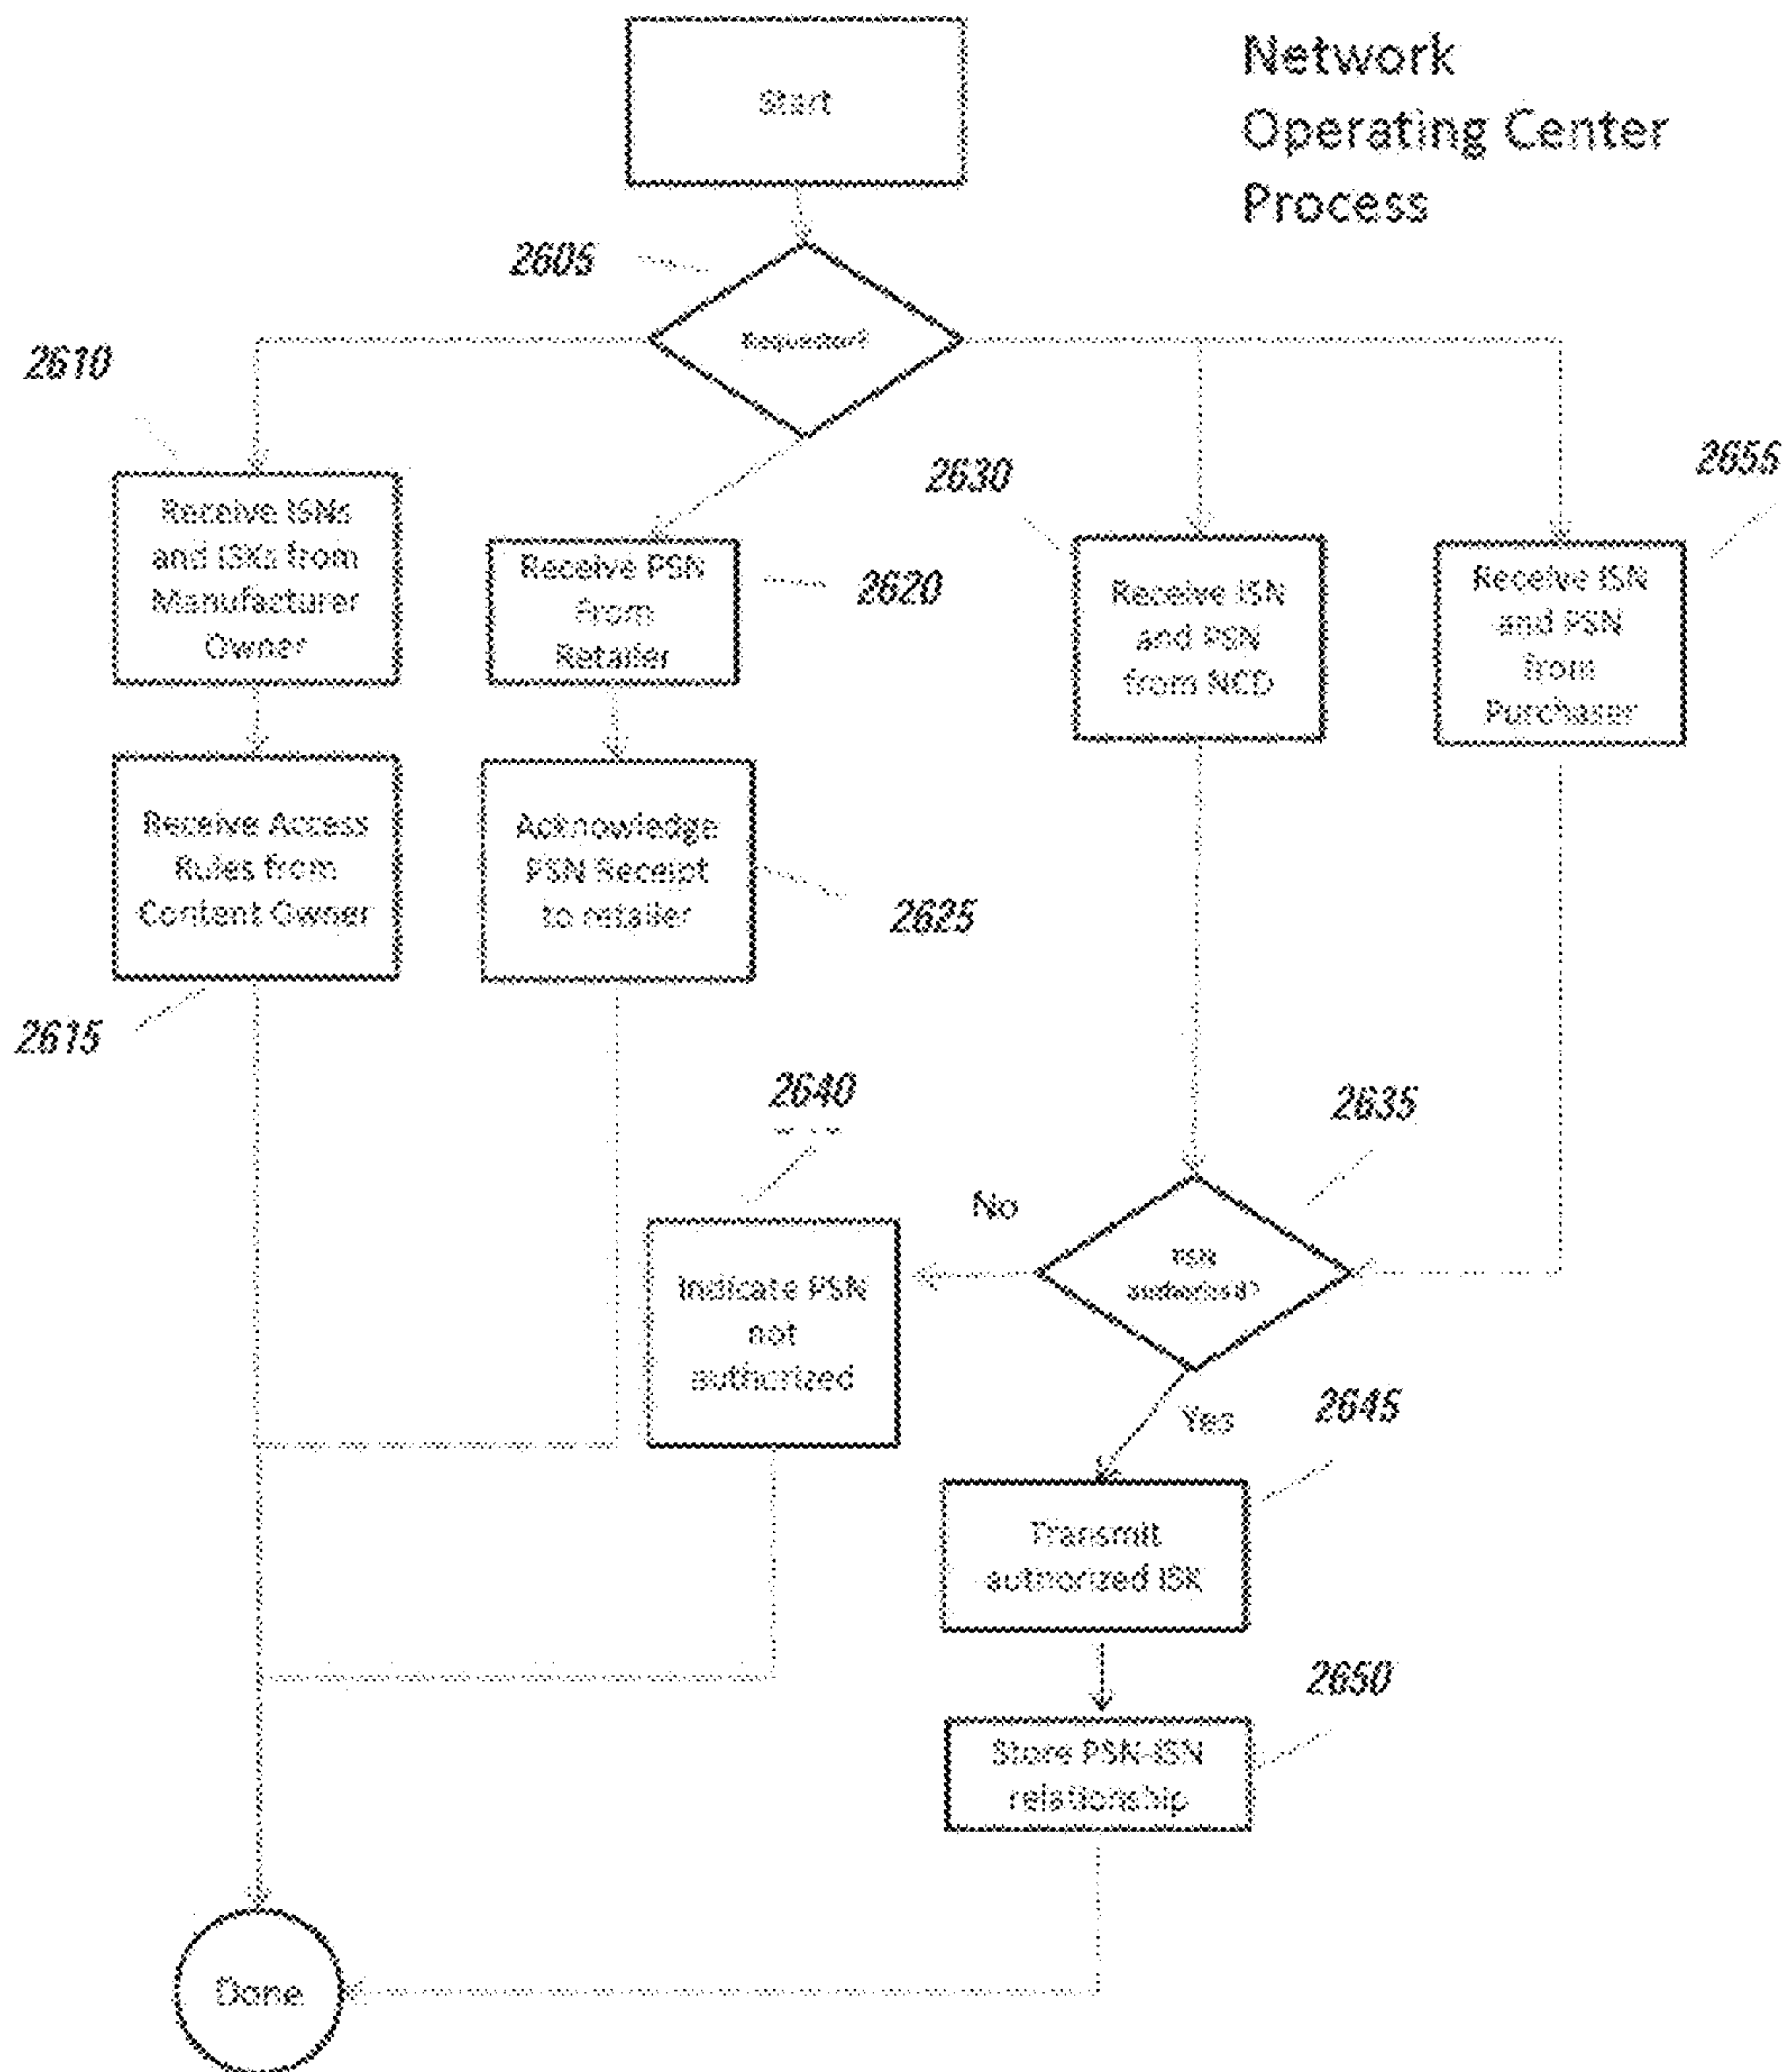 Start
Network
Operating Center
Process
2605
Requestor?
2610
2630
2655
Receive ISNs
and ISKs from
Manufacturer
Owner
Receive PSN
from
Retailer
2620
Receive ISN
and PSN
from NCD
Receive ISN
and PSN
from
Purchaser
Receive Access
Rules from
Content Owner
Acknowledge
PSN Receipt
to retailer
2625
2615
2640
2635
No
PSN
authorized?
Indicate PSN
not
authorized
Yes
2645
Transmit
authorized ISK
2650
Store PSN-ISN
relationship
Done